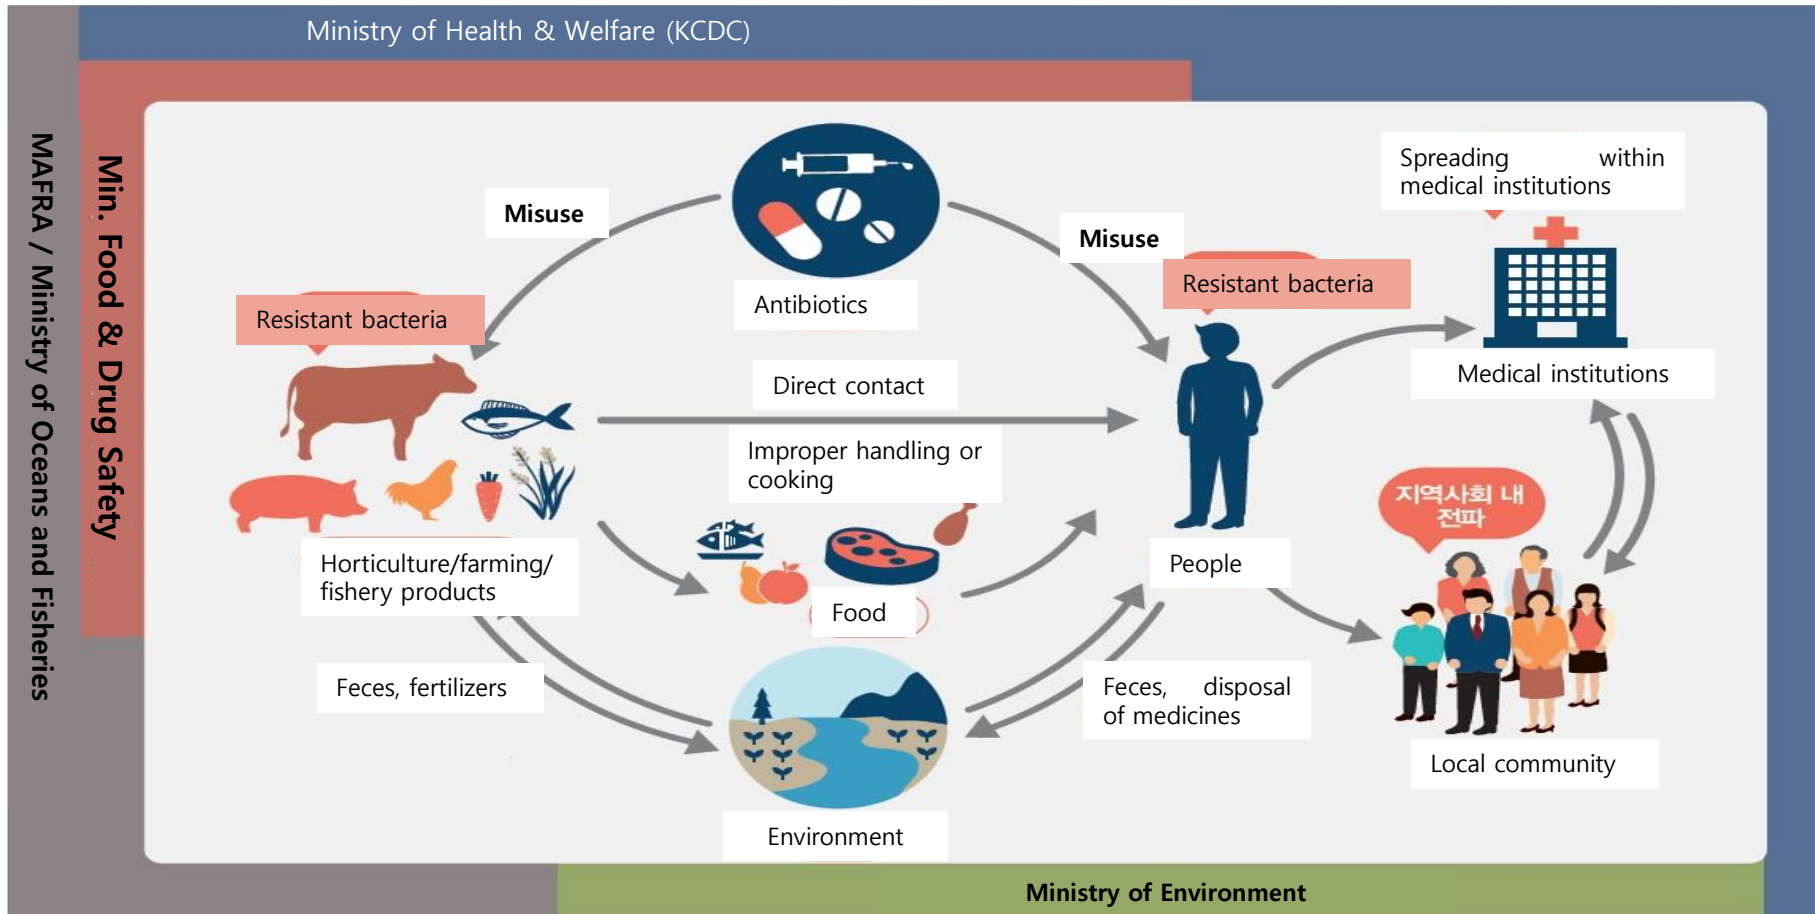 Ministry of Health & Welfare (KCDC)
MAFRA / Ministry of Oceans and Fisheries
Min. Food & Drug Safety
Spreading within
medical institutions
Misuse
Misuse
Resistant bacteria
Resistant bacteria
Antibiotics
Medical institutions
Direct contact
Improper handling or
cooking
지역사회 내
전파
Horticulture/farming/
fishery products
People
Food
Feces, fertilizers
Feces, disposal
of medicines
Local community
Environment
Ministry of Environment